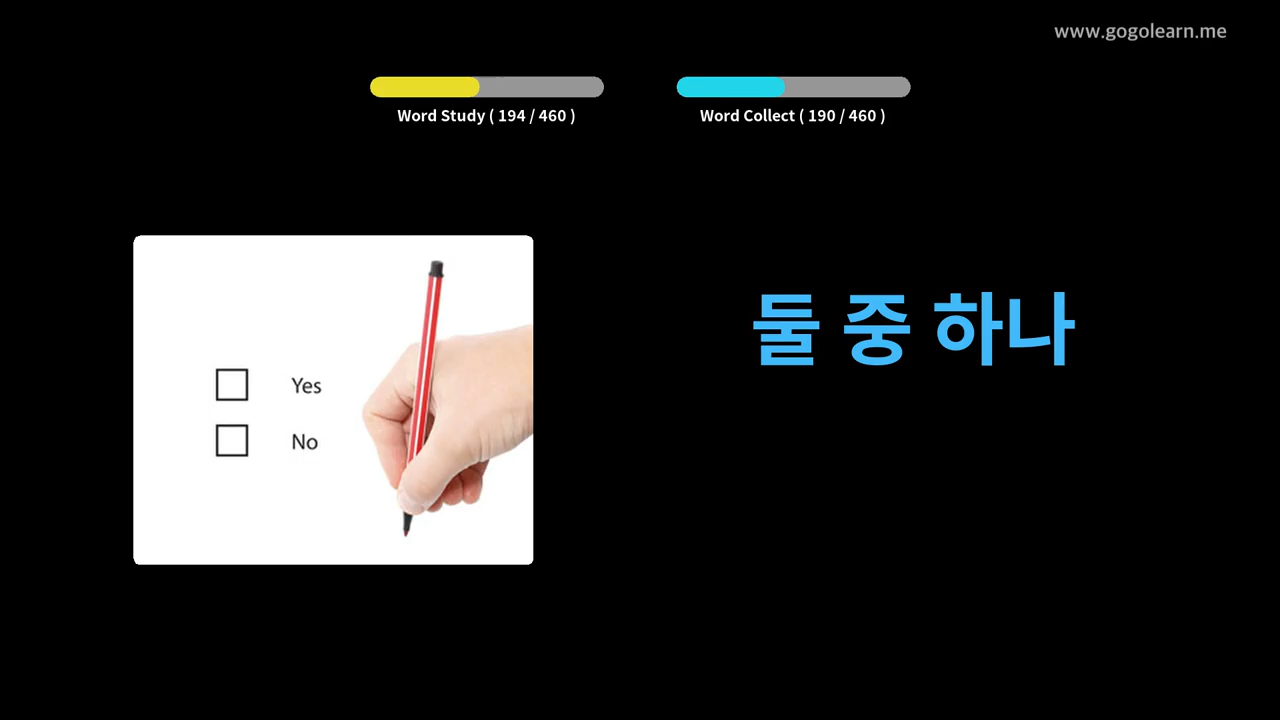 www.gogolearn.me
Word Study ( 194 / 460 )
Word Collect ( 190 / 460 )
둘 중 하나
Yes
No